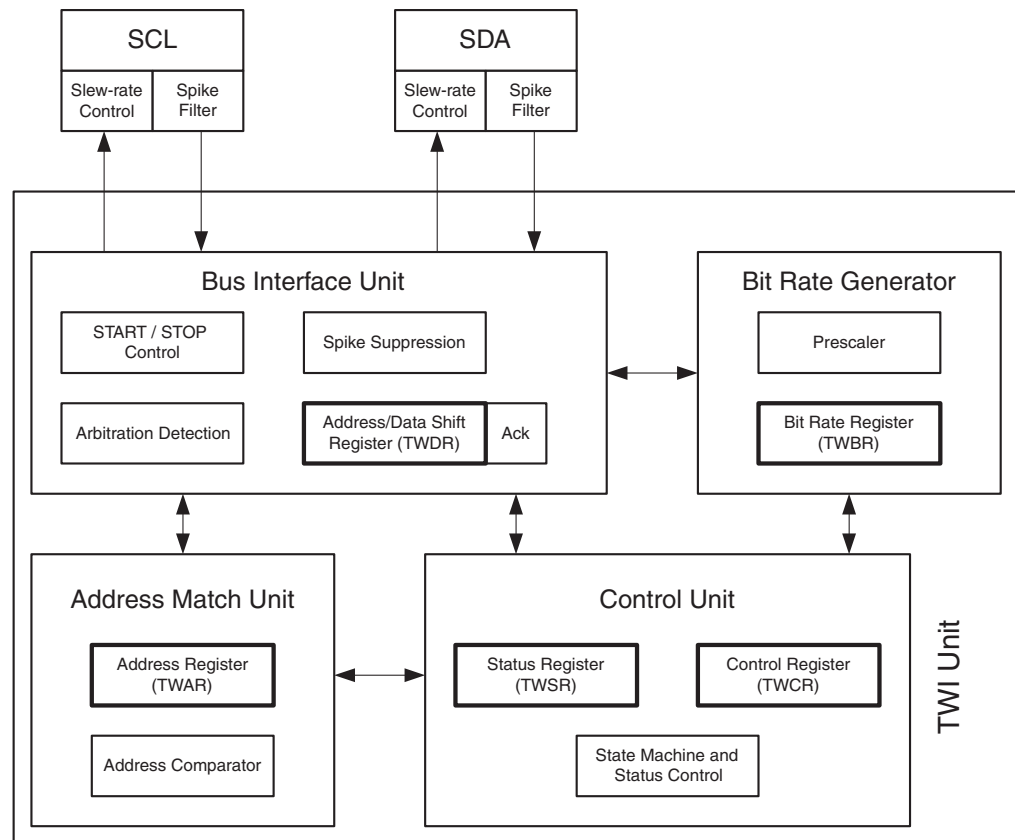 SCL
Slew-rate
Control
Spike
Filter
SDA
Slew-rate
Control
Spike
Filter
Bus Interface Unit
START / STOP
Control
Spike Suppression
Arbitration Detection
Address/Data Shift
Register (TWDR)
Ack
Bit Rate Generator
Prescaler
Bit Rate Register
(TWBR)
Address Match Unit
Address Register
(TWAR)
Address Comparator
Control Unit
Status Register
(TWSR)
Control Register
(TWCR)
State Machine and
Status Control
TWI Unit